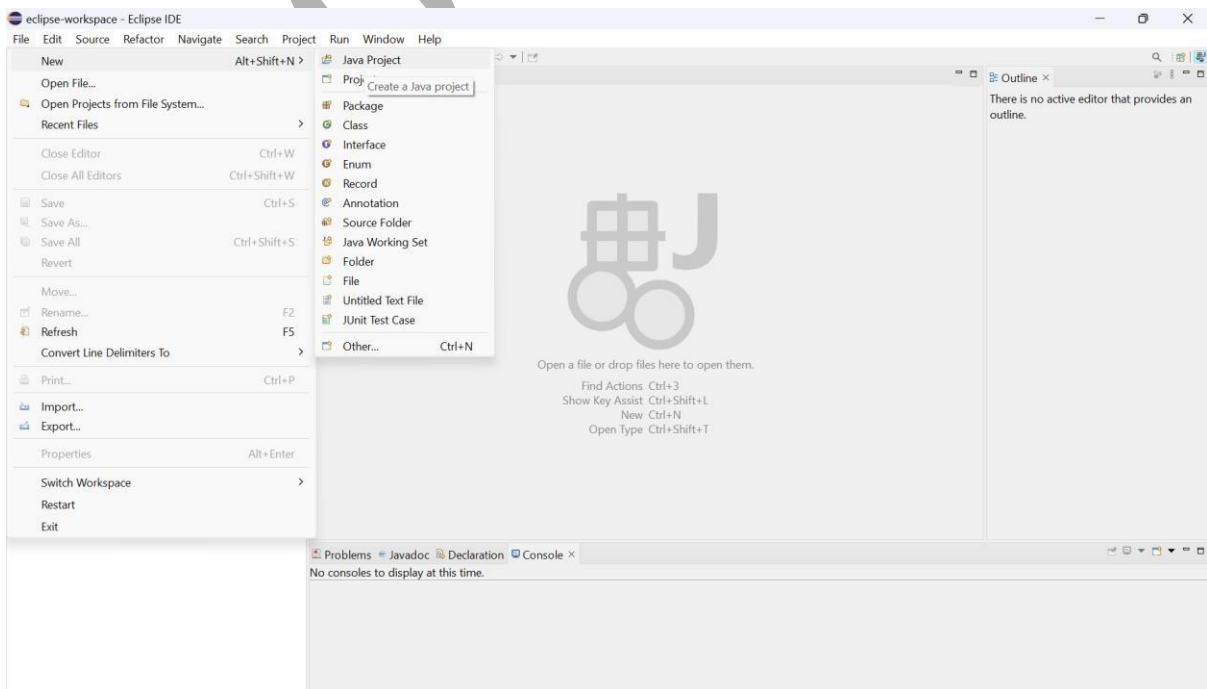 eclipse-workspace - Eclipse IDE
File Edit Source Refactor Navigate Search Project Run Window Help
New Alt+Shift+N >
Open File...
Open Projects from File System...
Recent Files >
Close Editor Ctrl+W
Close All Editors Ctrl+Shift+W
Save Ctrl+S
Save As...
Save All Ctrl+Shift+S
Revert
Move...
Rename... F2
Refresh F5
Convert Line Delimiters To >
Print... Ctrl+P
Import...
Export...
Properties Alt+Enter
Switch Workspace >
Restart
Exit
Java Project
Create a Java project
Package
Class
Interface
Enum
Record
Annotation
Source Folder
Java Working Set
Folder
File
Untitled Text File
JUnit Test Case
Other... Ctrl+N
Open a file or drop files here to open them.
Find Actions Ctrl+3
Show Key Assist Ctrl+Shift+L
New Ctrl+N
Open Type Ctrl+Shift+T
Outline
There is no active editor that provides an
outline.
Problems Javadoc Declaration Console
No consoles to display at this time.